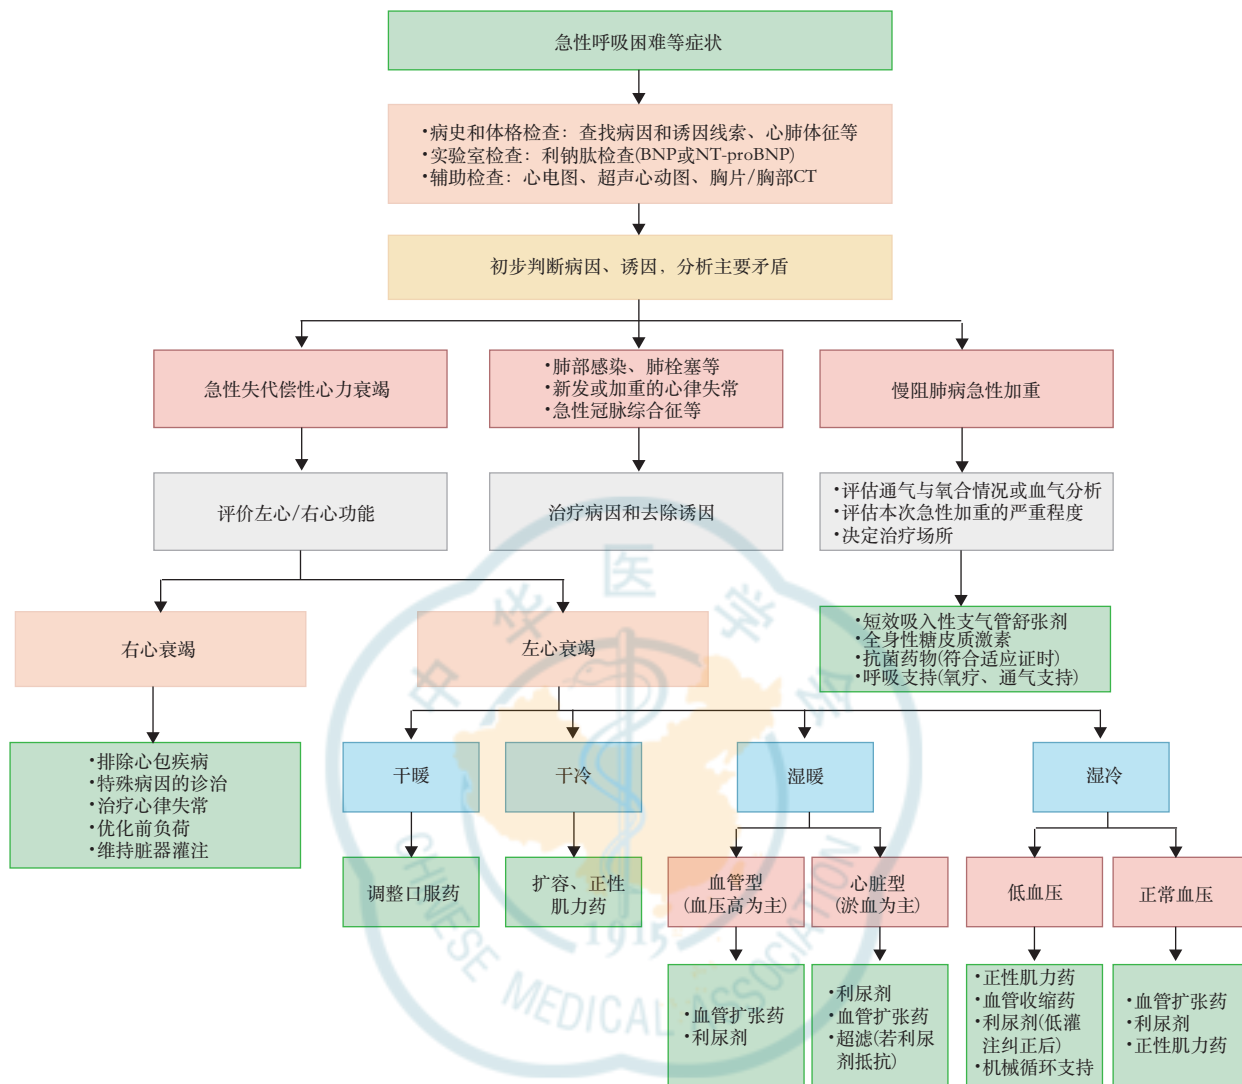 急性呼吸困难等症状
•病史和体格检查：查找病因和诱因线索、心肺体征等
•实验室检查：利钠肽检查(BNP或NT-proBNP)
•辅助检查：心电图、超声心动图、胸片/胸部CT
初步判断病因、诱因，分析主要矛盾
急性失代偿性心力衰竭
•肺部感染、肺栓塞等
•新发或加重的心律失常
•急性冠脉综合征等
慢阻肺病急性加重
评价左心/右心功能
治疗病因和去除诱因
•评估通气与氧合情况或血气分析
•评估本次急性加重的严重程度
•决定治疗场所
右心衰竭
左心衰竭
•短效吸入性支气管舒张剂
•全身性糖皮质激素
•抗菌药物(符合适应证时)
•呼吸支持(氧疗、通气支持)
•排除心包疾病
•特殊病因的诊治
•治疗心律失常
•优化前负荷
•维持脏器灌注
干暖
干冷
湿暖
湿冷
调整口服药
扩容、正性
肌力药
血管型
(血压高为主)
心脏型
(淤血为主)
低血压
正常血压
•血管扩张药
•利尿剂
•利尿剂
•血管扩张药
•超滤(若利尿
剂抵抗)
•正性肌力药
•血管收缩药
•利尿剂(低灌
注纠正后)
•机械循环支持
•血管扩张药
•利尿剂
•正性肌力药
中华医学会
1915
CHINESE MEDICAL ASSOCIATION